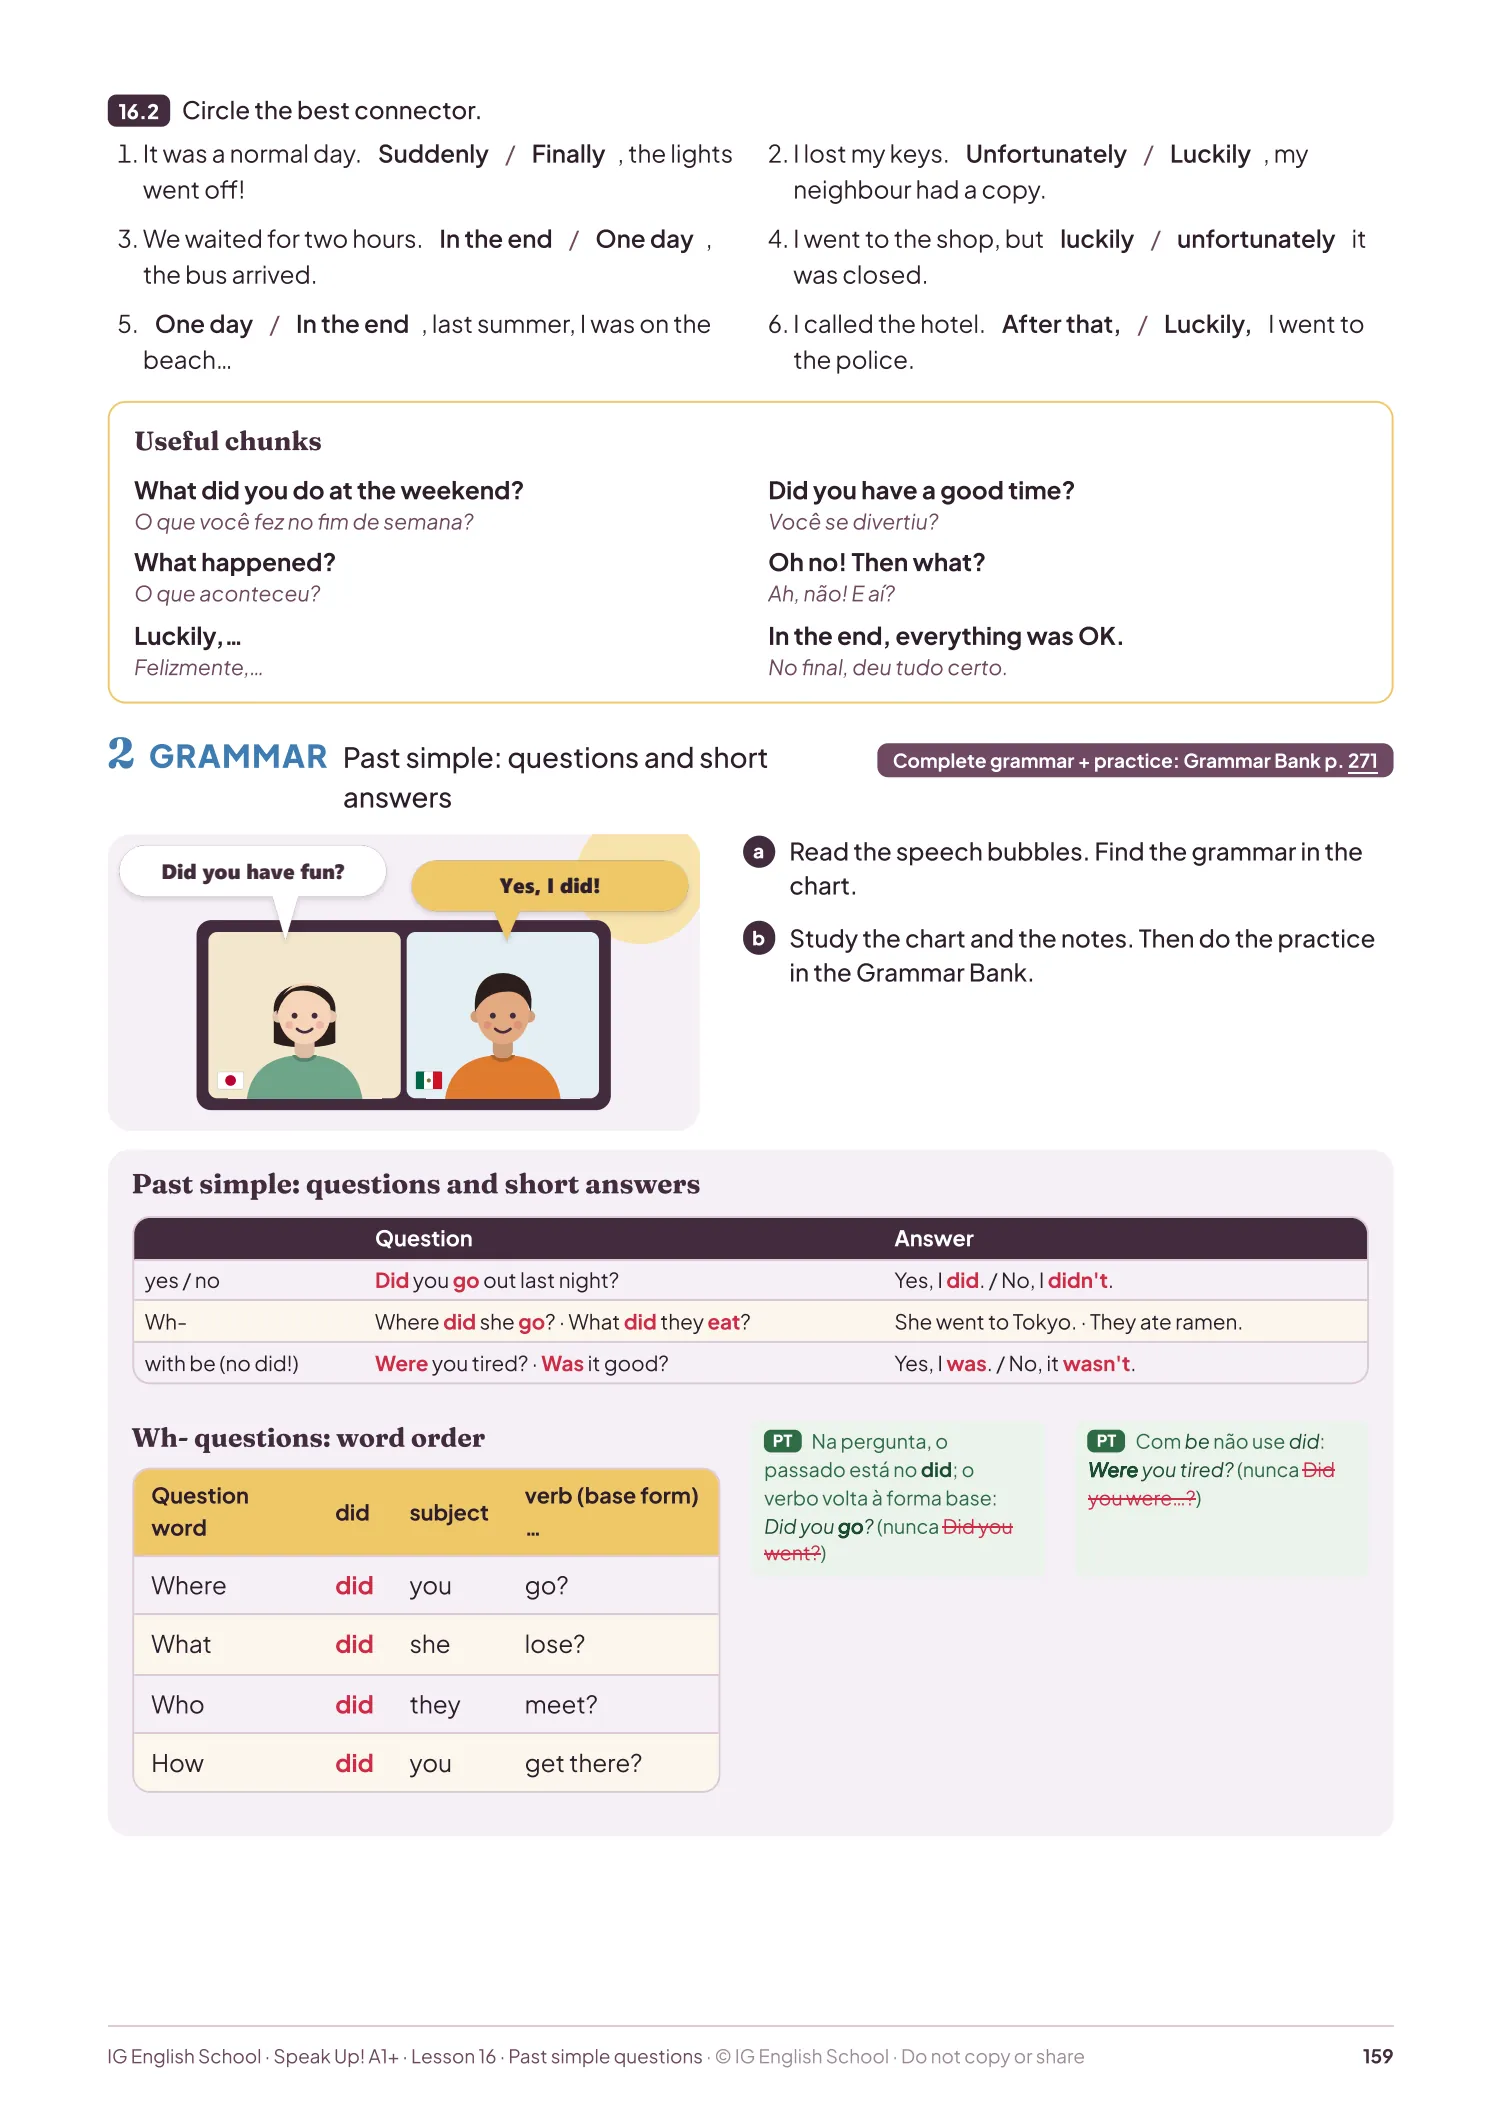 16.2 Circle the best connector.
1. It was a normal day. Suddenly / Finally , the lights
went off!
2. I lost my keys. Unfortunately / Luckily , my
neighbour had a copy.
3. We waited for two hours. In the end / One day ,
the bus arrived.
4. I went to the shop, but luckily / unfortunately it
was closed.
5. One day / In the end , last summer, I was on the
beach…
6. I called the hotel. After that, / Luckily, I went to
the police.
Useful chunks
What did you do at the weekend?
O que você fez no fim de semana?
Did you have a good time?
Você se divertiu?
What happened?
O que aconteceu?
Oh no! Then what?
Ah, não! E aí?
Luckily,…
Felizmente,…
In the end, everything was OK.
No final, deu tudo certo.
2 GRAMMAR Past simple: questions and short
answers
Complete grammar + practice: Grammar Bank p. 271
Did you have fun?
Yes, I did!
a Read the speech bubbles. Find the grammar in the
chart.
b Study the chart and the notes. Then do the practice
in the Grammar Bank.
Past simple: questions and short answers
Question Answer
yes / no Did you go out last night? Yes, I did. / No, I didn't.
Wh- Where did she go? · What did they eat? She went to Tokyo. · They ate ramen.
with be (no did!) Were you tired? · Was it good? Yes, I was. / No, it wasn't.
Wh- questions: word order
Question
word
did subject
verb (base form)
…
Where did you go?
What did she lose?
Who did they meet?
How did you get there?
PT Na pergunta, o
passado está no did; o
verbo volta à forma base:
Did you go? (nunca Did you
went?)
PT Com be não use did:
Were you tired? (nunca Did
you were…?)
IG English School · Speak Up! A1+ · Lesson 16 · Past simple questions · © IG English School · Do not copy or share 159